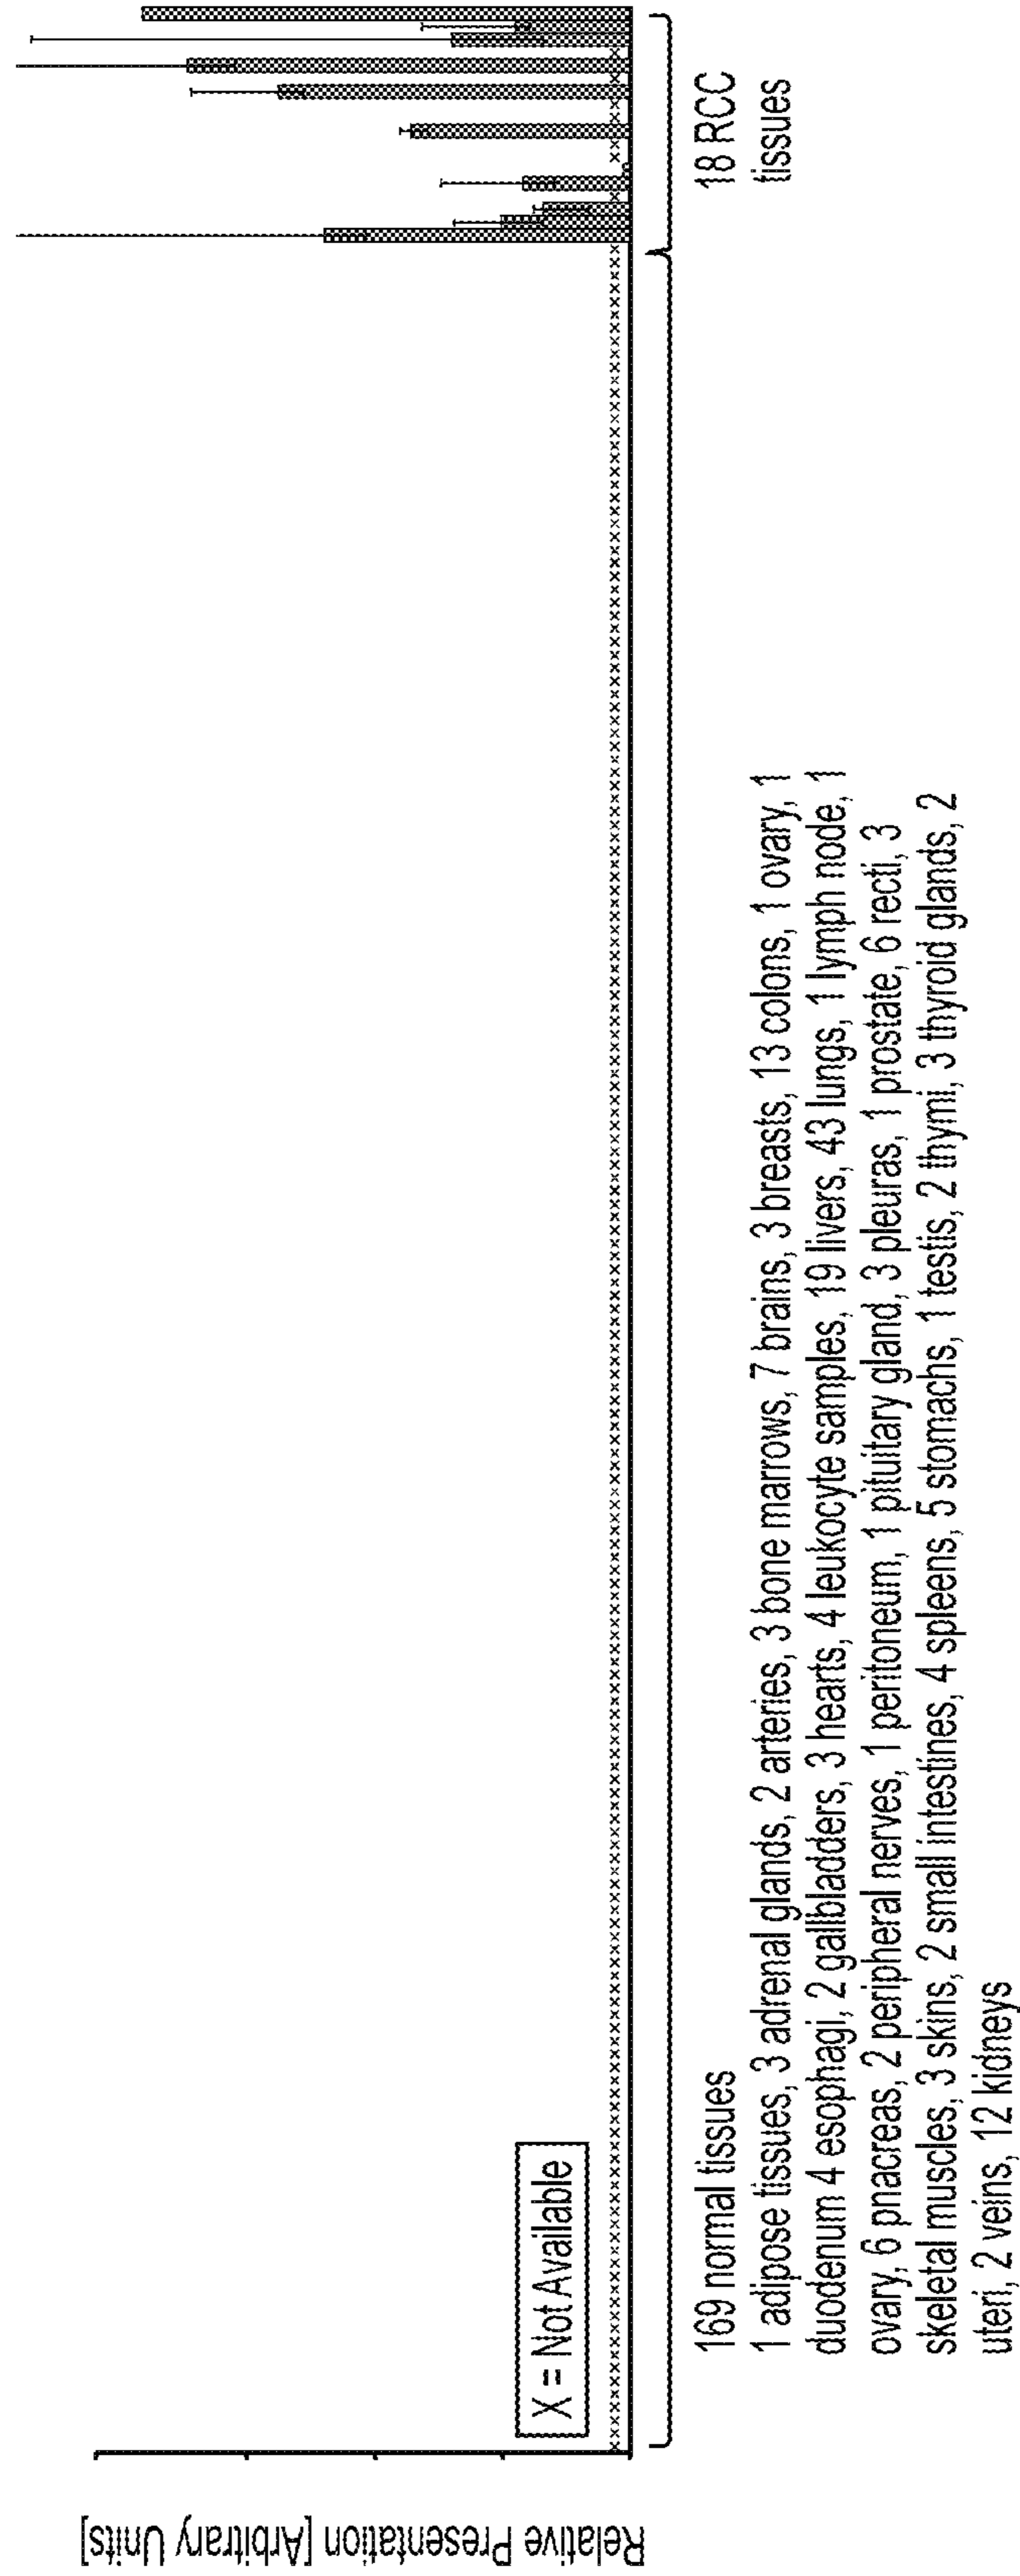 Relative Presentation [Arbitrary Units]
X = Not Available
169 normal tissues
1 adipose tissues, 3 adrenal glands, 2 arteries, 3 bone marrows, 7 brains, 3 breasts, 13 colons, 1 ovary, 1
duodenum 4 esophagi, 2 gallbladders, 3 hearts, 4 leukocyte samples, 19 livers, 43 lungs, 1 lymph node, 1
ovary, 6 pnacreas, 2 peripheral nerves, 1 peritoneum, 1 pituitary gland, 3 pleuras, 1 prostate, 6 recti, 3
skeletal muscles, 3 skins, 2 small intestines, 4 spleens, 5 stomachs, 1 testis, 2 thymi, 3 thyroid glands, 2
uteri, 2 veins, 12 kidneys
18 RCC
tissues